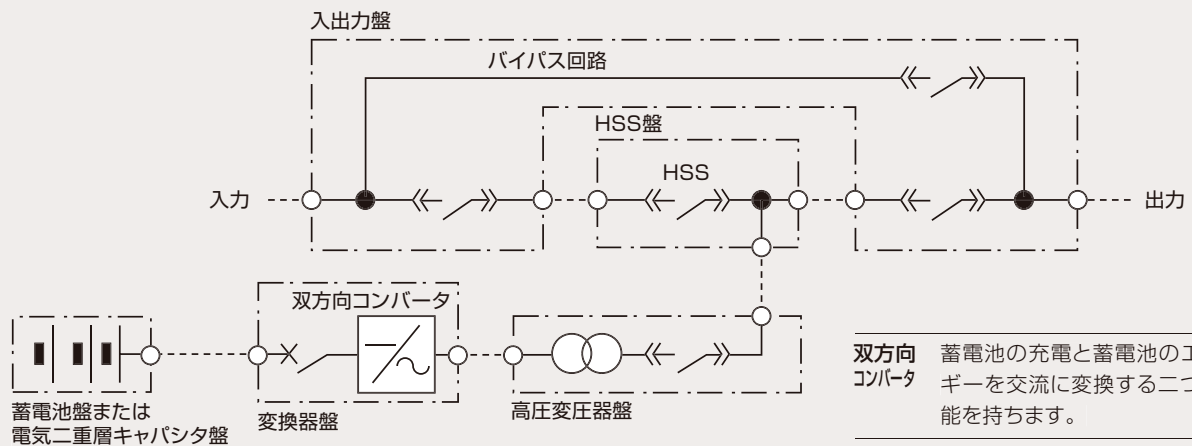 入出力盤
バイパス回路
HSS盤
HSS
入力
出力
双方向コンバータ
蓄電池盤または
電気二重層キャパシタ盤
変換器盤
高圧変圧器盤
双方向
コンバータ
蓄電池の充電と蓄電池のエ
ギーを交流に変換する二つ
能を持ちます。